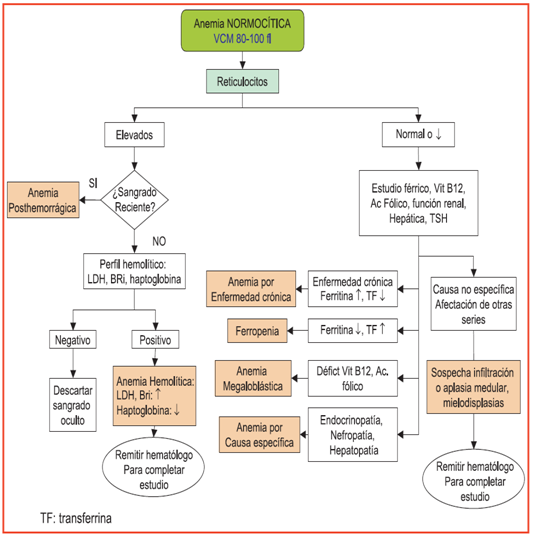 Anemia NORMOCÍTICA
VCM 80-100 fl
Reticulocitos
Elevados
Normal o ↓
SI
¿Sangrado
Reciente?
Anemia
Posthemorrágica
NO
Perfil hemolítico:
LDH, BRi, haptoglobina
Negativo
Positivo
Descartar
sangrado
oculto
Anemia Hemolítica:
LDH, Bri: ↑
Haptoglobina: ↓
Remitir hematólogo
Para completar
estudio
Estudio férrico, Vit B12,
Ac Fólico, función renal,
Hepática, TSH
Anemia por
Enfermedad crónica
Enfermedad crónica
Ferritina ↑, TF ↓
Ferropenia
Ferritina ↓, TF ↑
Anemia
Megaloblástica
Défict Vit B12, Ac.
fólico
Anemia por
Causa específica
Endocrinopatía,
Nefropatía,
Hepatopatía
Causa no específica
Afectación de otras
series
Sospecha infiltración
o aplasia medular,
mielodisplasias
Remitir hematólogo
Para completar
estudio
TF: transferrina